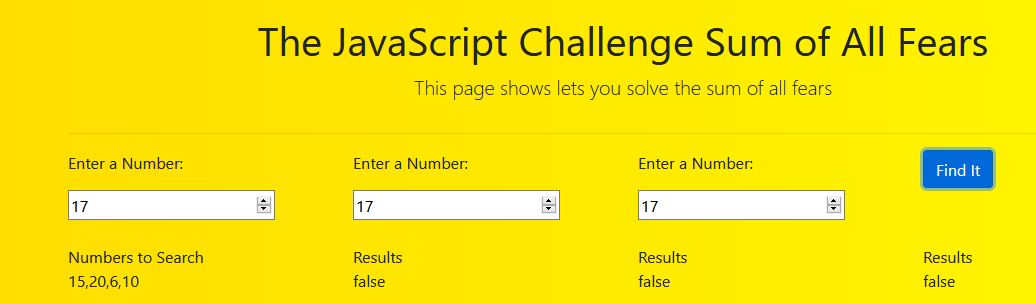 The JavaScript Challenge Sum of All Fears
This page shows lets you solve the sum of all fears
Enter a Number: Enter a Number: Enter a Number: Find It
17 17 17
Numbers to Search Results Results Results
15,20,6,10 false false false